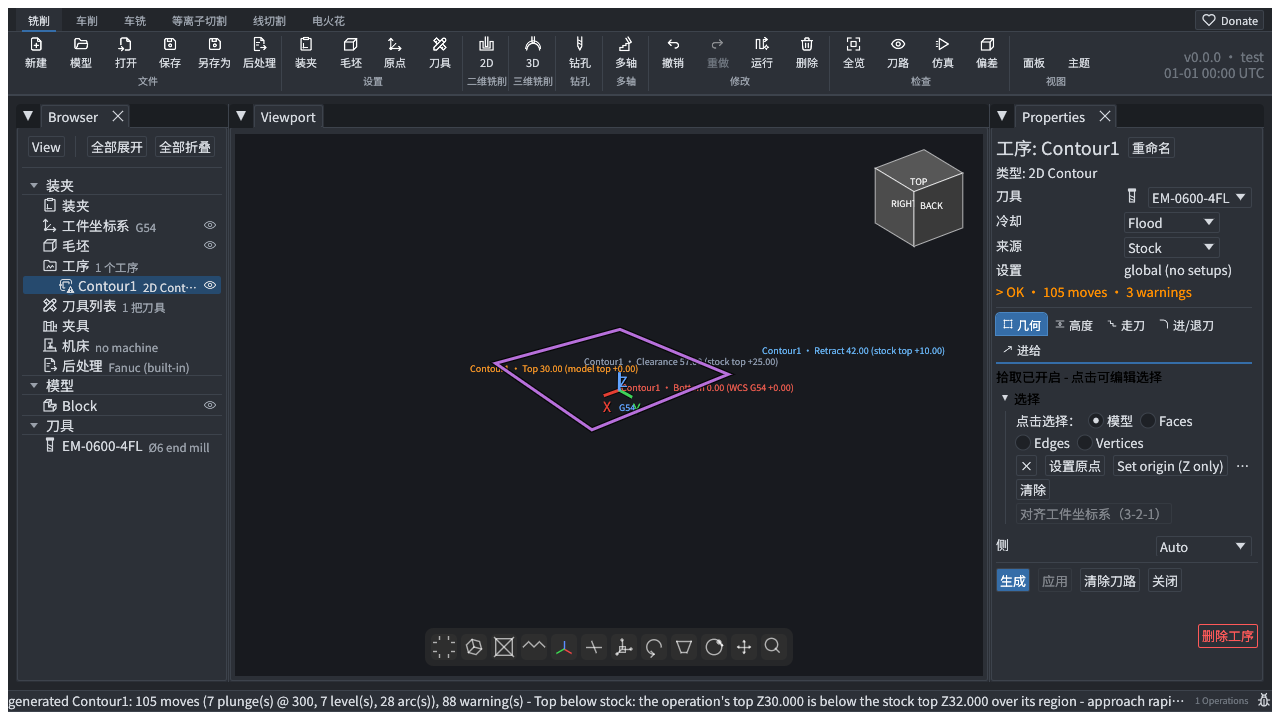 铣削 车削 车铣 等离子切割 线切割 电火花 Donate
新建 模型 打开 保存 另存为 后处理 装夹 毛坯 原点 刀具 2D 3D 钻孔 多轴 撤销 重做 运行 删除 全览 刀路 仿真 偏差 面板 主题
文件 设置 二维铣削 三维铣削 钻孔 多轴 修改 检查 视图
v0.0.0 • test
01-01 00:00 UTC
Browser
View 全部展开 全部折叠
装夹
装夹
工件坐标系 G54
毛坯
工序 1 个工序
Contour1 2D Cont···
刀具列表 1 把刀具
夹具
机床 no machine
后处理 Fanuc (built-in)
模型
Block
刀具
EM-0600-4FL Ø6 end mill
Viewport
TOP
RIGHT BACK
Contour1 • Retract 42.00 (stock top +10.00)
Contour1 • Clearance 57.00 (stock top +25.00)
Contour1 • Top 30.00 (model top +0.00)
Contour1 • Bottom 0.00 (WCS G54 +0.00)
Z
X G54
Properties
工序: Contour1 重命名
类型: 2D Contour
刀具 EM-0600-4FL
冷却 Flood
来源 Stock
设置 global (no setups)
> OK • 105 moves • 3 warnings
几何 高度 走刀 进/退刀
进给
拾取已开启 - 点击可编辑选择
选择
点击选择: 模型 Faces
Edges Vertices
× 设置原点 Set origin (Z only) ···
清除
对齐工件坐标系（3-2-1）
侧 Auto
生成 应用 清除刀路 关闭
删除工序
generated Contour1: 105 moves (7 plunge(s) @ 300, 7 level(s), 28 arc(s)), 88 warning(s) - Top below stock: the operation's top Z30.000 is below the stock top Z32.000 over its region - approach rapi··· 1 Operations